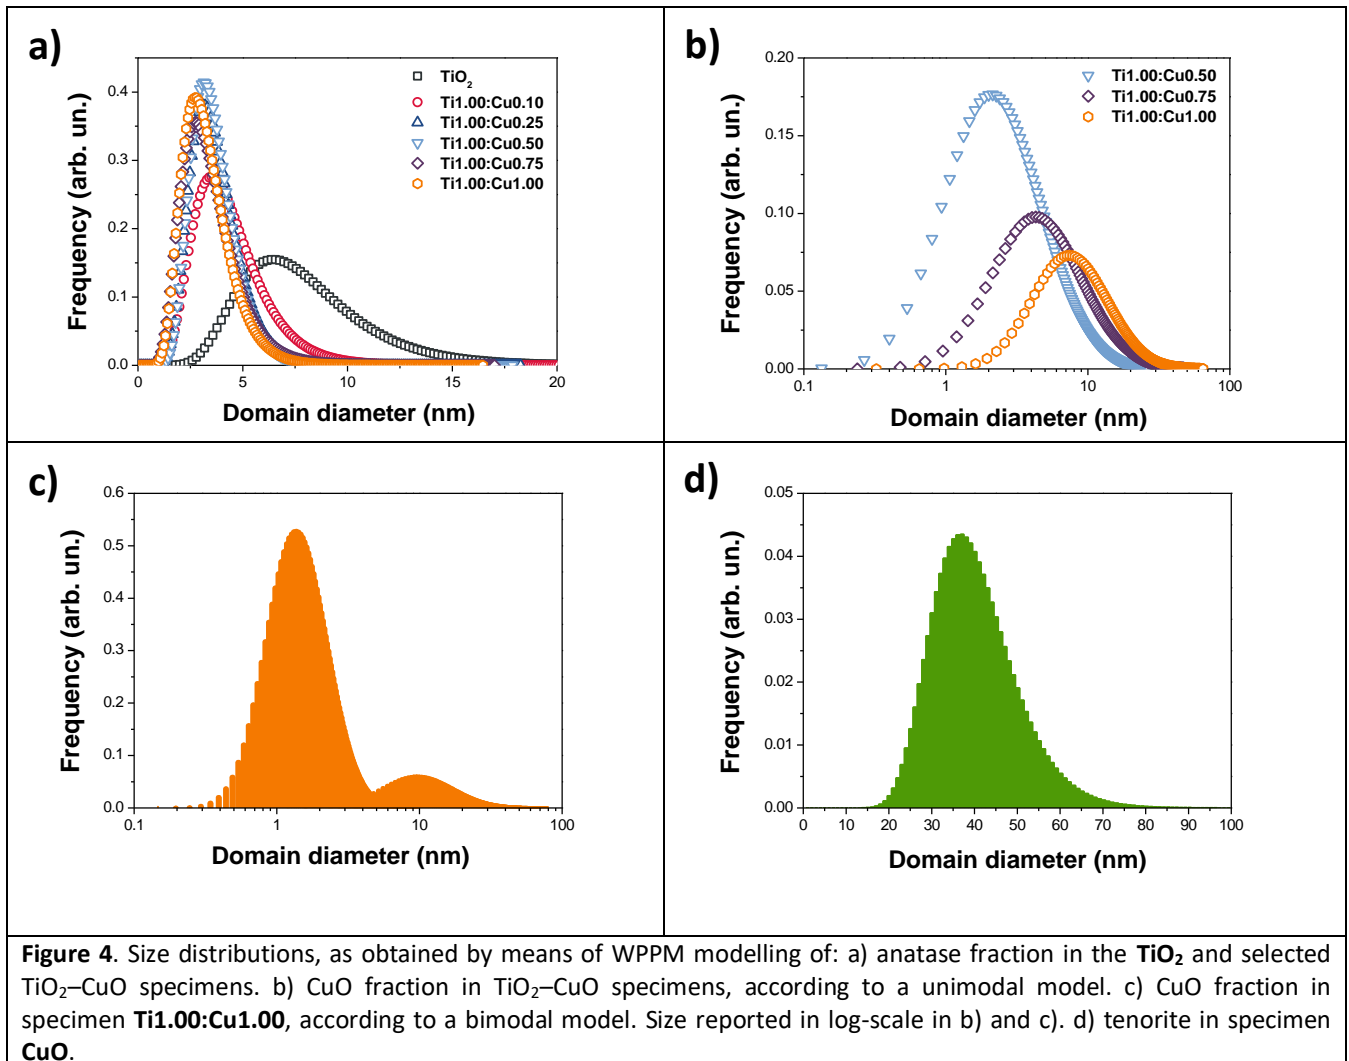 a)
Frequency (arb. un.)
0.4
0.3
0.2
0.1
0.0
0
5
10
15
20
Domain diameter (nm)
TiO2
Ti1.00:Cu0.10
Ti1.00:Cu0.25
Ti1.00:Cu0.50
Ti1.00:Cu0.75
Ti1.00:Cu1.00
b)
Frequency (arb. un.)
0.20
0.15
0.10
0.05
0.00
0.1
1
10
100
Domain diameter (nm)
Ti1.00:Cu0.50
Ti1.00:Cu0.75
Ti1.00:Cu1.00
c)
Frequency (arb. un.)
0.6
0.5
0.4
0.3
0.2
0.1
0.0
0.1
1
10
100
Domain diameter (nm)
d)
Frequency (arb. un.)
0.05
0.04
0.03
0.02
0.01
0.00
0
10
20
30
40
50
60
70
80
90
100
Domain diameter (nm)
Figure 4. Size distributions, as obtained by means of WPPM modelling of: a) anatase fraction in the TiO2 and selected
TiO2–CuO specimens. b) CuO fraction in TiO2–CuO specimens, according to a unimodal model. c) CuO fraction in
specimen Ti1.00:Cu1.00, according to a bimodal model. Size reported in log-scale in b) and c). d) tenorite in specimen
CuO.